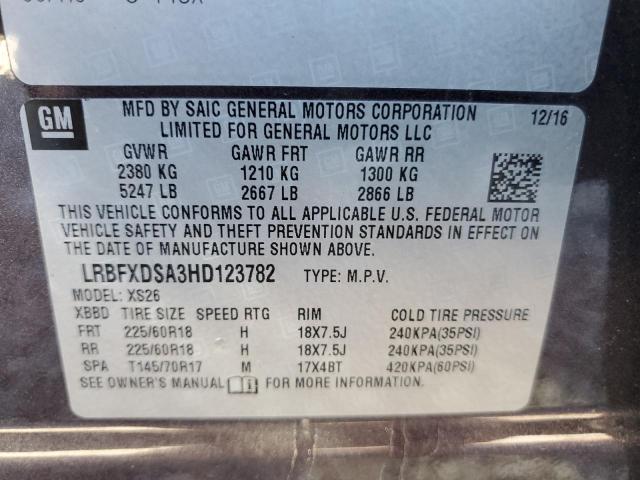 GM
MFD BY SAIC GENERAL MOTORS CORPORATION
LIMITED FOR GENERAL MOTORS LLC
12/16
GVWR GAWR FRT GAWR RR
2380 KG 1210 KG 1300 KG
5247 LB 2667 LB 2866 LB
THIS VEHICLE CONFORMS TO ALL APPLICABLE U.S. FEDERAL MOTOR
VEHICLE SAFETY AND THEFT PREVENTION STANDARDS IN EFFECT ON
THE DATE OF MANUFACTURE SHOWN ABOVE.
LRBFXDSA3HD123782 TYPE: M.P.V.
MODEL: XS26
XBBD TIRE SIZE SPEED RTG RIM COLD TIRE PRESSURE
FRT 225/60R18 H 18X7.5J 240KPA(35PSI)
RR 225/60R18 H 18X7.5J 240KPA(35PSI)
SPA T145/70R17 M 17X4BT 420KPA(60PSI)
SEE OWNER'S MANUAL FOR MORE INFORMATION